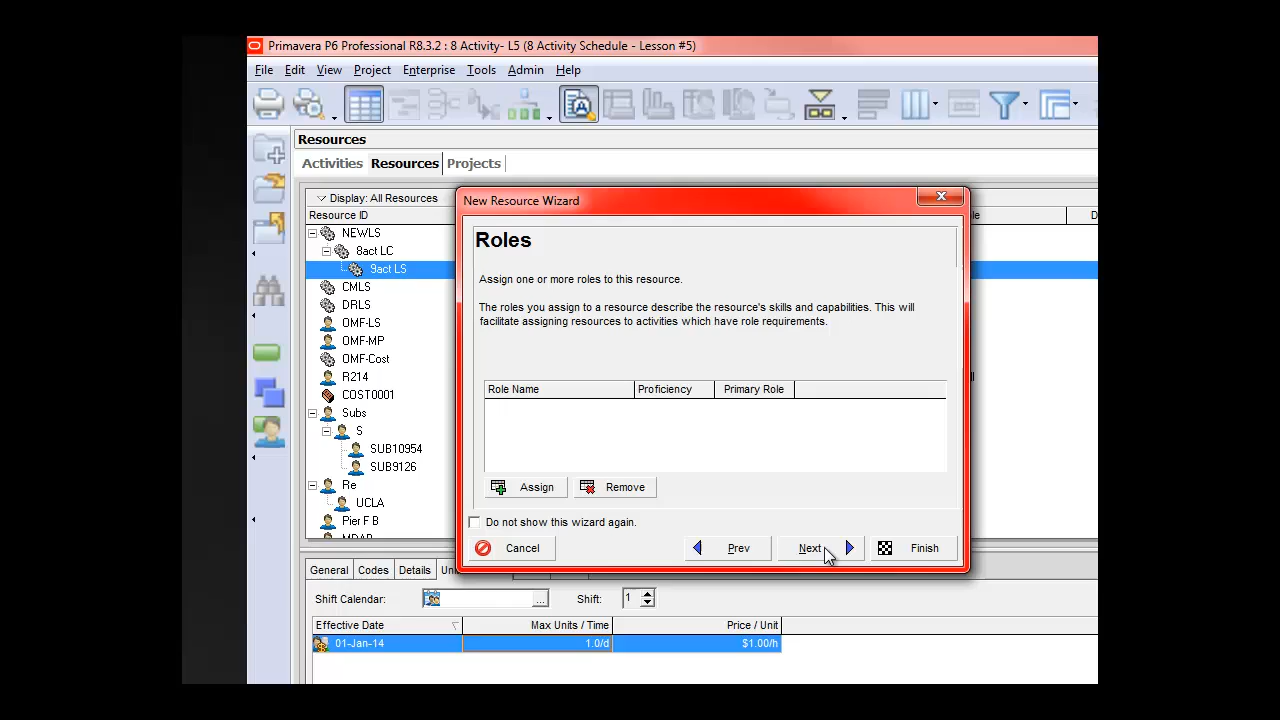 Primavera P6 Professional R8.3.2 : 8 Activity- L5 (8 Activity Schedule - Lesson #5)
File Edit View Project Enterprise Tools Admin Help
Resources
Activities Resources Projects
Display: All Resources
Resource ID
NEWLS
8act LC
9act LS
CMLS
DRLS
OMF-LS
OMF-MP
OMF-Cost
R214
COST0001
Subs
S
SUB10954
SUB9126
Re
UCLA
Pier F B
New Resource Wizard
Roles
Assign one or more roles to this resource.
The roles you assign to a resource describe the resource's skills and capabilities. This will
facilitate assigning resources to activities which have role requirements.
Role Name Proficiency Primary Role
Assign Remove
Do not show this wizard again.
Cancel Prev Next Finish
General Codes Details
Shift Calendar: ... Shift: 1
Effective Date Max Units / Time Price / Unit
01-Jan-14 1.0/d $1.00/h